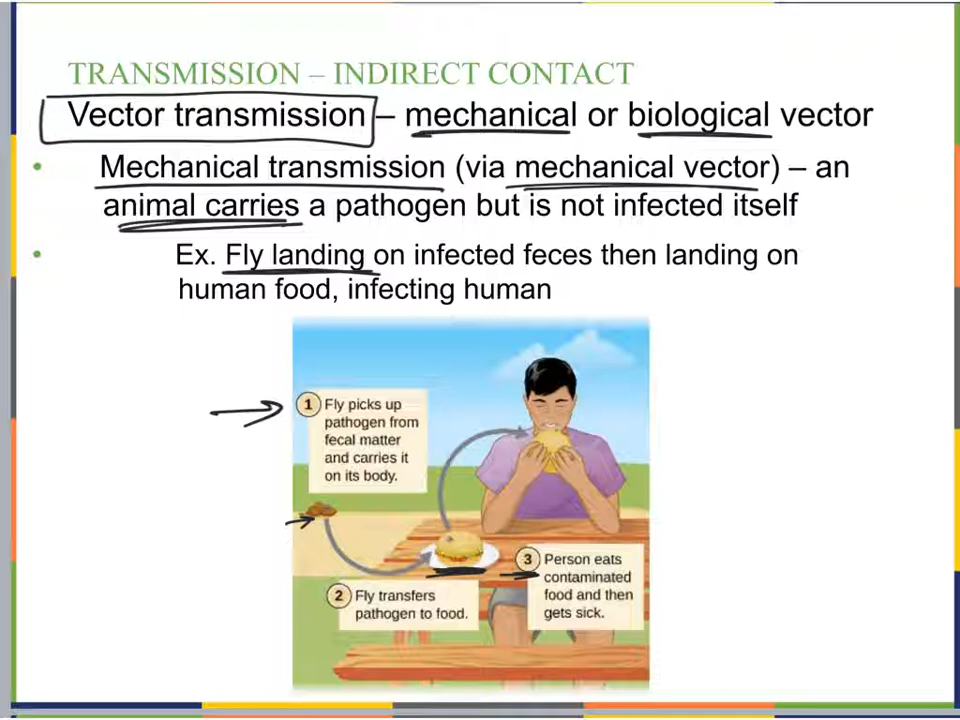 TRANSMISSION – INDIRECT CONTACT
Vector transmission – mechanical or biological vector
• Mechanical transmission (via mechanical vector) – an
animal carries a pathogen but is not infected itself
• Ex. Fly landing on infected feces then landing on
human food, infecting human
1 Fly picks up
pathogen from
fecal matter
and carries it
on its body.
2 Fly transfers
pathogen to food.
3 Person eats
contaminated
food and then
gets sick.